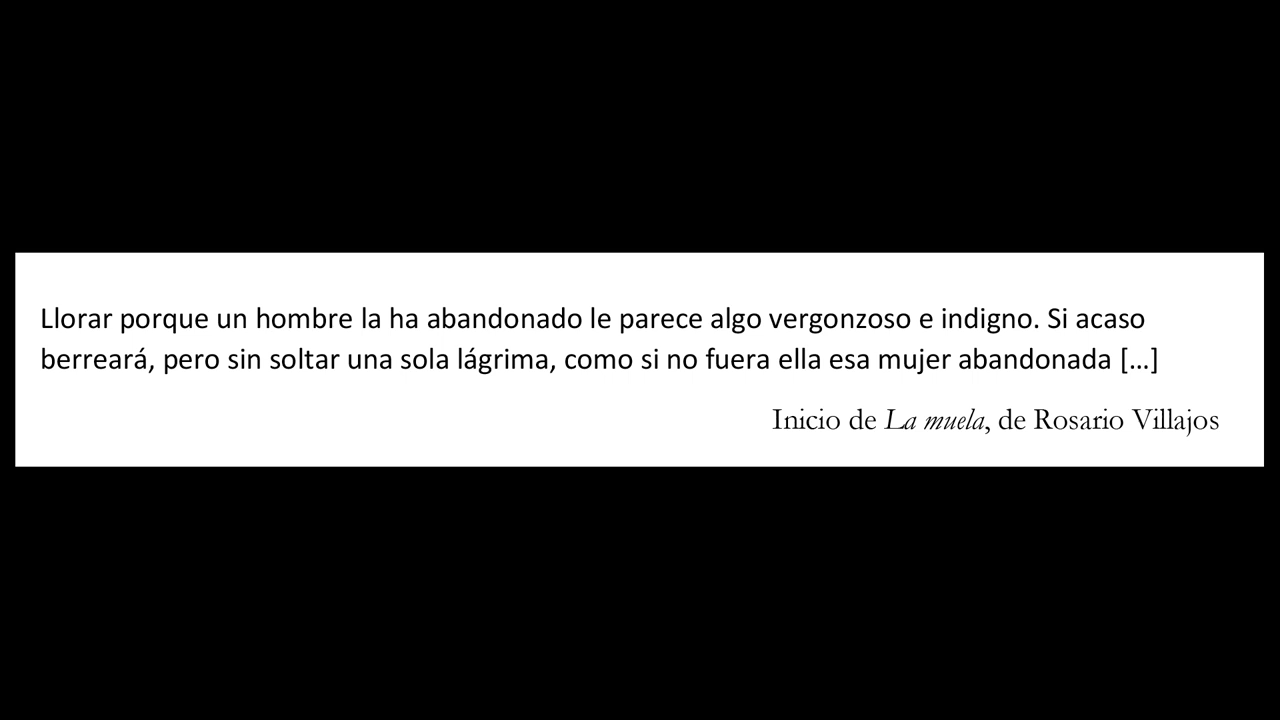 Llorar porque un hombre la ha abandonado le parece algo vergonzoso e indigno. Si acaso
berreará, pero sin soltar una sola lágrima, como si no fuera ella esa mujer abandonada [...]
Inicio de La muela, de Rosario Villajos